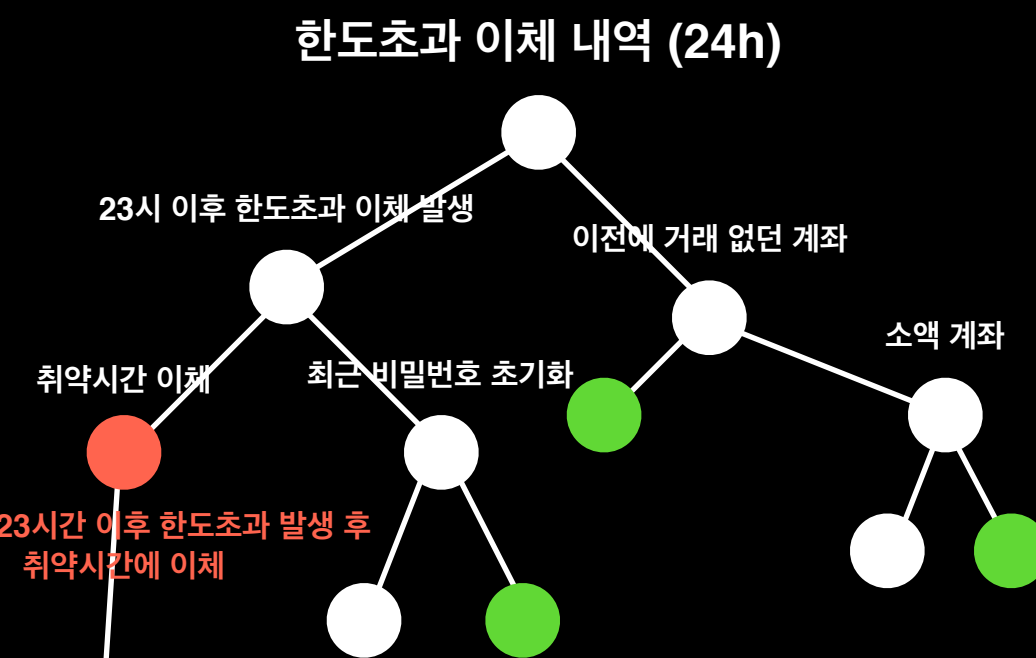 한도초과 이체 내역 (24h)
23시 이후 한도초과 이체 발생
이전에 거래 없던 계좌
소액 계좌
취약시간 이체
최근 비밀번호 초기화
23시간 이후 한도초과 발생 후
취약시간에 이체